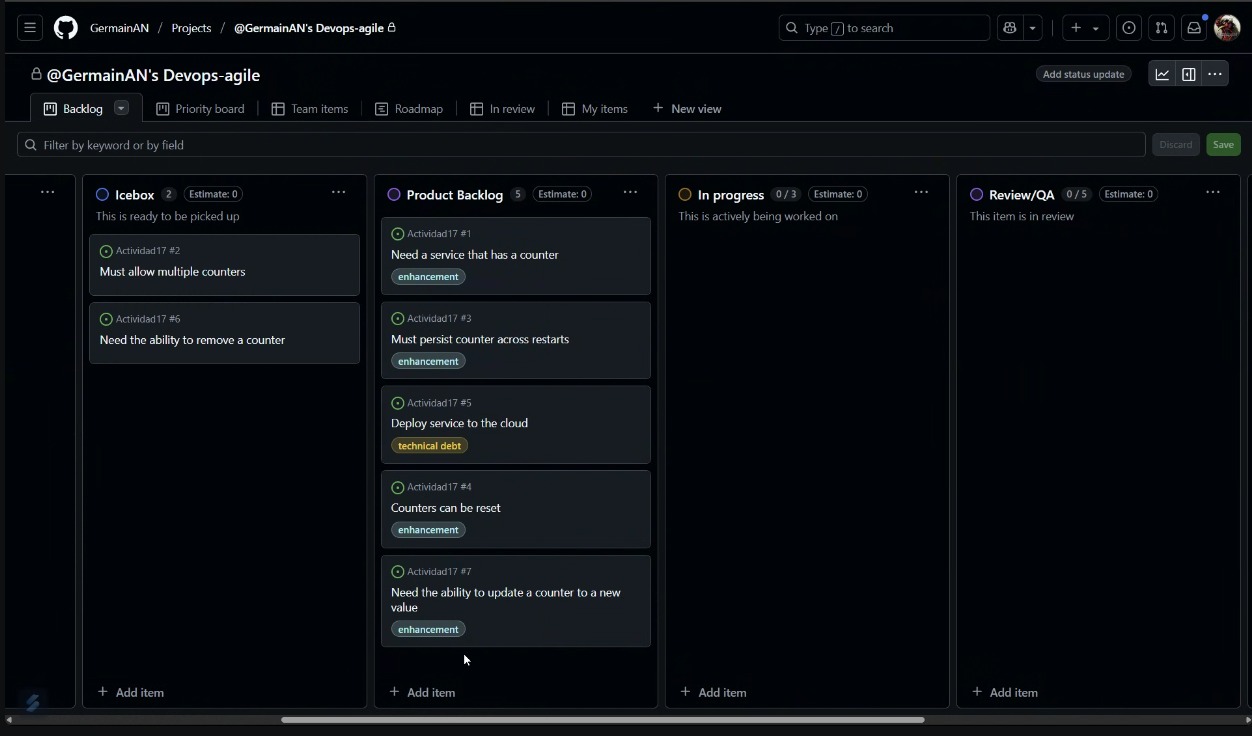 GermainAN / Projects / @GermainAN's Devops-agile
Type / to search
@GermainAN's Devops-agile
Add status update
Backlog
Priority board
Team items
Roadmap
In review
My items
+ New view
Filter by keyword or by field
Discard
Save
Icebox 2 Estimate: 0
This is ready to be picked up
Actividad17 #2
Must allow multiple counters
Actividad17 #6
Need the ability to remove a counter
+ Add item
Product Backlog 5 Estimate: 0
Actividad17 #1
Need a service that has a counter
enhancement
Actividad17 #3
Must persist counter across restarts
enhancement
Actividad17 #5
Deploy service to the cloud
technical debt
Actividad17 #4
Counters can be reset
enhancement
Actividad17 #7
Need the ability to update a counter to a new
value
enhancement
+ Add item
In progress 0 / 3 Estimate: 0
This is actively being worked on
+ Add item
Review/QA 0 / 5 Estimate: 0
This item is in review
+ Add item